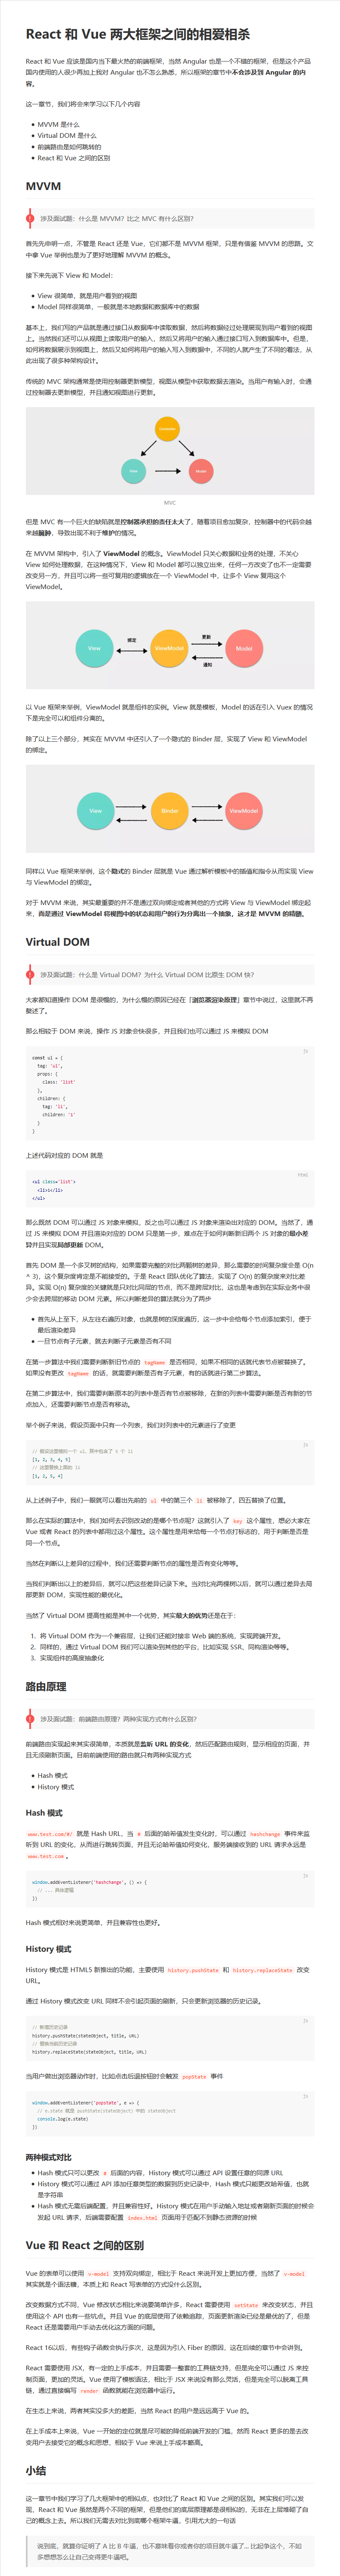 React 和 Vue 两大框架之间的相爱相杀
React 和 Vue 应该是国内当下最火热的前端框架，当然 Angular 也是一个不错的框架，但是这个产品
国内使用的人很少再加上我对 Angular 也不怎么熟悉，所以框架的章节中不会涉及到 Angular 的内
容。
这一章节，我们将会来学习以下几个内容
MVVM 是什么
Virtual DOM 是什么
前端路由是如何跳转的
React 和 Vue 之间的区别
MVVM
涉及面试题：什么是 MVVM？比之 MVC 有什么区别？
首先先申明一点，不管是 React 还是 Vue，它们都不是 MVVM 框架，只是有借鉴 MVVM 的思路。文
中拿 Vue 举例也是为了更好地理解 MVVM 的概念。
接下来先说下 View 和 Model：
View 很简单，就是用户看到的视图
Model 同样很简单，一般就是本地数据和数据库中的数据
基本上，我们写的产品就是通过接口从数据库中读取数据，然后将数据经过处理展现到用户看到的视图
上。当然我们还可以从视图上读取用户的输入，然后又将用户的输入通过接口写入到数据库中。但是，
如何将数据展示到视图上，然后又如何将用户的输入写入到数据中，不同的人就产生了不同的看法，从
此出现了很多种架构设计。
传统的 MVC 架构通常是使用控制器更新模型，视图从模型中获取数据去渲染。当用户有输入时，会通
过控制器去更新模型，并且通知视图进行更新。
Controller
View
Model
MVC
但是 MVC 有一个巨大的缺陷就是控制器承担的责任太大了，随着项目愈加复杂，控制器中的代码会越
来越臃肿，导致出现不利于维护的情况。
在 MVVM 架构中，引入了 ViewModel 的概念。ViewModel 只关心数据和业务的处理，不关心
View 如何处理数据，在这种情况下，View 和 Model 都可以独立出来，任何一方改变了也不一定需要
改变另一方，并且可以将一些可复用的逻辑放在一个 ViewModel 中，让多个 View 复用这个
ViewModel。
View
绑定
ViewModel
更新
通知
Model
以 Vue 框架来举例，ViewModel 就是组件的实例。View 就是模板，Model 的话在引入 Vuex 的情况
下是完全可以和组件分离的。
除了以上三个部分，其实在 MVVM 中还引入了一个隐式的 Binder 层，实现了 View 和 ViewModel
的绑定。
View
Binder
ViewModel
同样以 Vue 框架来举例，这个隐式的 Binder 层就是 Vue 通过解析模板中的插值和指令从而实现 View
与 ViewModel 的绑定。
对于 MVVM 来说，其实最重要的并不是通过双向绑定或者其他的方式将 View 与 ViewModel 绑定起
来，而是通过 ViewModel 将视图中的状态和用户的行为分离出一个抽象，这才是 MVVM 的精髓。
Virtual DOM
涉及面试题：什么是 Virtual DOM？为什么 Virtual DOM 比原生 DOM 快？
大家都知道操作 DOM 是很慢的，为什么慢的原因已经在「浏览器渲染原理」章节中说过，这里就不再
赘述了。
那么相较于 DOM 来说，操作 JS 对象会快很多，并且我们也可以通过 JS 来模拟 DOM
js
const ul = {
tag: 'ul',
props: {
class: 'list'
},
children: {
tag: 'li',
children: '1'
}
}
上述代码对应的 DOM 就是
html
<ul class='list'>
<li>1</li>
</ul>
那么既然 DOM 可以通过 JS 对象来模拟，反之也可以通过 JS 对象来渲染出对应的 DOM。当然了，通
过 JS 来模拟 DOM 并且渲染对应的 DOM 只是第一步，难点在于如何判断新旧两个 JS 对象的最小差
异并且实现局部更新 DOM。
首先 DOM 是一个多叉树的结构，如果需要完整的对比两颗树的差异，那么需要的时间复杂度会是 O(n
^ 3)，这个复杂度肯定是不能接受的。于是 React 团队优化了算法，实现了 O(n) 的复杂度来对比差
异。实现 O(n) 复杂度的关键就是只对比同层的节点，而不是跨层对比，这也是考虑到在实际业务中很
少会去跨层的移动 DOM 元素。所以判断差异的算法就分为了两步
首先从上至下，从左往右遍历对象，也就是树的深度遍历，这一步中会给每个节点添加索引，便于
最后渲染差异
一旦节点有子元素，就去判断子元素是否有不同
在第一步算法中我们需要判断新旧节点的 tagName 是否相同，如果不相同的话就代表节点被替换了。
如果没有更改 tagName 的话，就需要判断是否有子元素，有的话就进行第二步算法。
在第二步算法中，我们需要判断原本的列表中是否有节点被移除，在新的列表中需要判断是否有新的节
点加入，还需要判断节点是否有移动。
举个例子来说，假设页面中只有一个列表，我们对列表中的元素进行了变更
js
// 假设这里模拟一个 ul，其中包含了 5 个 li
[1, 2, 3, 4, 5]
// 这里替换上面的 li
[1, 2, 5, 4]
从上述例子中，我们一眼就可以看出先前的 ul 中的第三个 li 被移除了，四五替换了位置。
那么在实际的算法中，我们如何去识别改动的是哪个节点呢？这就引入了 key 这个属性，想必大家在
Vue 或者 React 的列表中都用过这个属性。这个属性是用来给每一个节点打标志的，用于判断是否是
同一个节点。
当然在判断以上差异的过程中，我们还需要判断节点的属性是否有变化等等。
当我们判断出以上的差异后，就可以把这些差异记录下来。当对比完两棵树以后，就可以通过差异去局
部更新 DOM，实现性能的最优化。
当然了 Virtual DOM 提高性能是其中一个优势，其实最大的优势还是在于：
1. 将 Virtual DOM 作为一个兼容层，让我们还能对接非 Web 端的系统，实现跨端开发。
2. 同样的，通过 Virtual DOM 我们可以渲染到其他的平台，比如实现 SSR、同构渲染等等。
3. 实现组件的高度抽象化
路由原理
涉及面试题：前端路由原理？两种实现方式有什么区别？
前端路由实现起来其实很简单，本质就是监听 URL 的变化，然后匹配路由规则，显示相应的页面，并
且无须刷新页面。目前前端使用的路由就只有两种实现方式
Hash 模式
History 模式
Hash 模式
www.test.com/#/ 就是 Hash URL，当 # 后面的哈希值发生变化时，可以通过 hashchange 事件来监
听到 URL 的变化，从而进行跳转页面，并且无论哈希值如何变化，服务端接收到的 URL 请求永远是
www.test.com 。
js
window.addEventListener('hashchange', () => {
// ... 具体逻辑
})
Hash 模式相对来说更简单，并且兼容性也更好。
History 模式
History 模式是 HTML5 新推出的功能，主要使用 history.pushState 和 history.replaceState 改变
URL。
通过 History 模式改变 URL 同样不会引起页面的刷新，只会更新浏览器的历史记录。
js
// 新增历史记录
history.pushState(stateObject, title, URL)
// 替换当前历史记录
history.replaceState(stateObject, title, URL)
当用户做出浏览器动作时，比如点击后退按钮时会触发 popState 事件
js
window.addEventListener('popstate', e => {
// e.state 就是 pushState(stateObject) 中的 stateObject
console.log(e.state)
})
两种模式对比
Hash 模式只可以更改 # 后面的内容，History 模式可以通过 API 设置任意的同源 URL
History 模式可以通过 API 添加任意类型的数据到历史记录中，Hash 模式只能更改哈希值，也就
是字符串
Hash 模式无需后端配置，并且兼容性好。History 模式在用户手动输入地址或者刷新页面的时候会
发起 URL 请求，后端需要配置 index.html 页面用于匹配不到静态资源的时候
Vue 和 React 之间的区别
Vue 的表单可以使用 v-model 支持双向绑定，相比于 React 来说开发上更加方便，当然了 v-model
其实就是个语法糖，本质上和 React 写表单的方式没什么区别。
改变数据方式不同，Vue 修改状态相比来说要简单许多，React 需要使用 setState 来改变状态，并且
使用这个 API 也有一些坑点。并且 Vue 的底层使用了依赖追踪，页面更新渲染已经是最优的了，但是
React 还是需要用户手动去优化这方面的问题。
React 16以后，有些钩子函数会执行多次，这是因为引入 Fiber 的原因，这在后续的章节中会讲到。
React 需要使用 JSX，有一定的上手成本，并且需要一整套的工具链支持，但是完全可以通过 JS 来控
制页面，更加的灵活。Vue 使用了模板语法，相比于 JSX 来说没有那么灵活，但是完全可以脱离工具
链，通过直接编写 render 函数就能在浏览器中运行。
在生态上来说，两者其实没多大的差距，当然 React 的用户是远远高于 Vue 的。
在上手成本上来说，Vue 一开始的定位就是尽可能的降低前端开发的门槛，然而 React 更多的是去改
变用户去接受它的概念和思想，相较于 Vue 来说上手成本略高。
小结
这一章节中我们学习了几大框架中的相似点，也对比了 React 和 Vue 之间的区别。其实我们可以发
现，React 和 Vue 虽然是两个不同的框架，但是他们的底层原理都是很相似的，无非在上层堆砌了自
己的概念上去。所以我们无需去对比到底哪个框架牛逼，引用尤大的一句话
说到底，就算你证明了 A 比 B 牛逼，也不意味着你或者你的项目就牛逼了... 比起争这个，不如
多想想怎么让自己变得更牛逼吧。